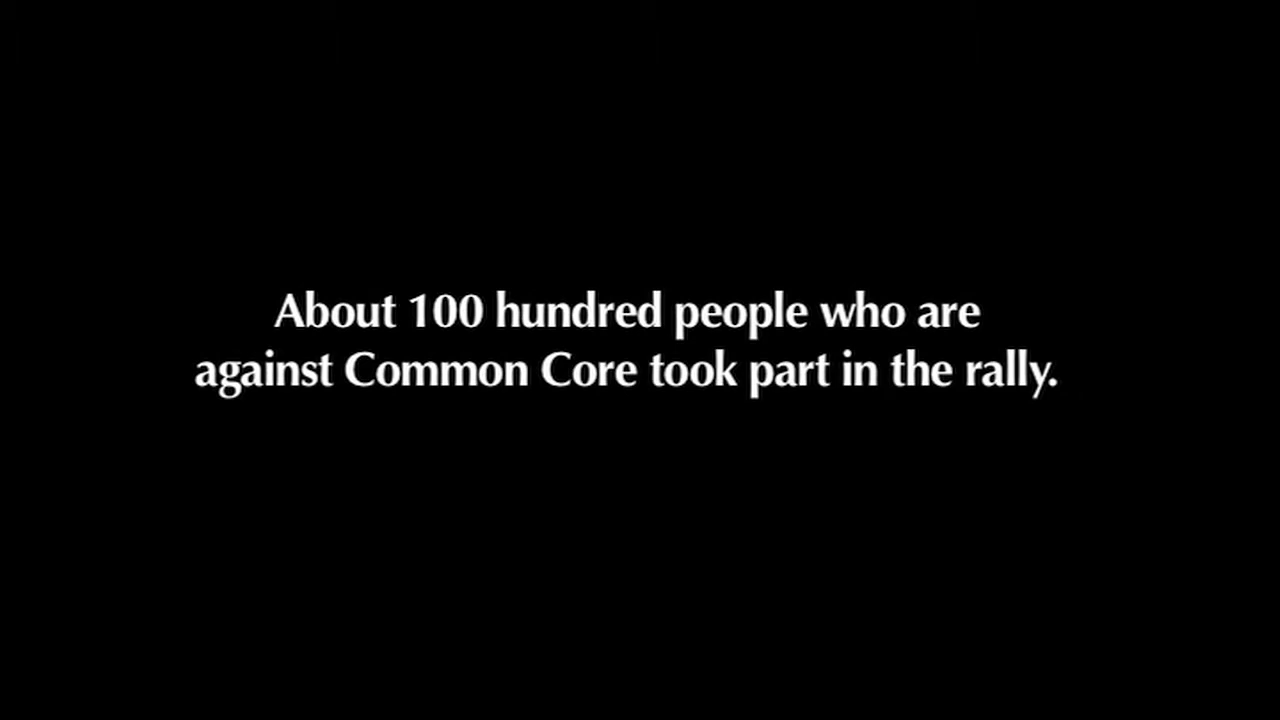 About 100 hundred people who are
against Common Core took part in the rally.